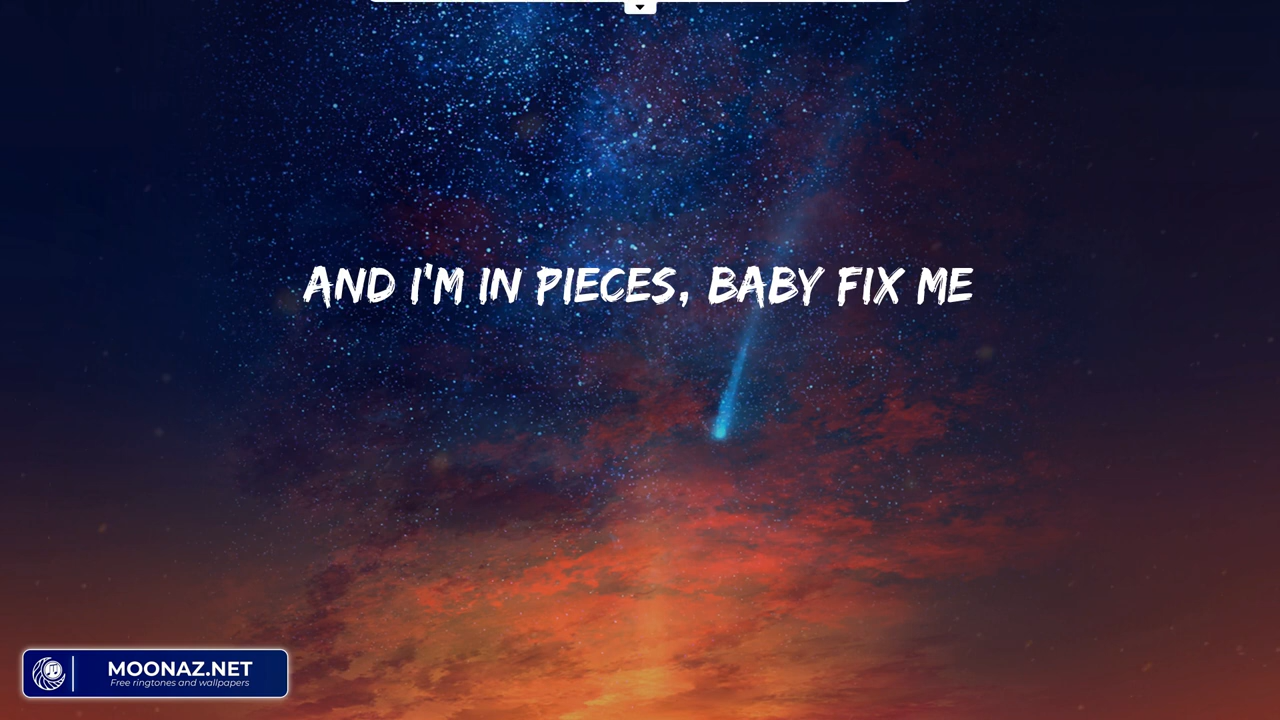 AND I'M IN PIECES, BABY FIX ME
MOONAZ.NET
Free ringtones and wallpapers